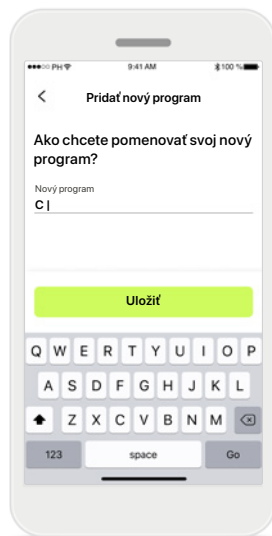 PH 9:41 AM 100 %
Pridať nový program
Ako chcete pomenovať svoj nový
program?
Nový program
C |
Uložiť
Q W E R T Y U I O P
A S D F G H J K L
Z X C V B N M
123 space Go